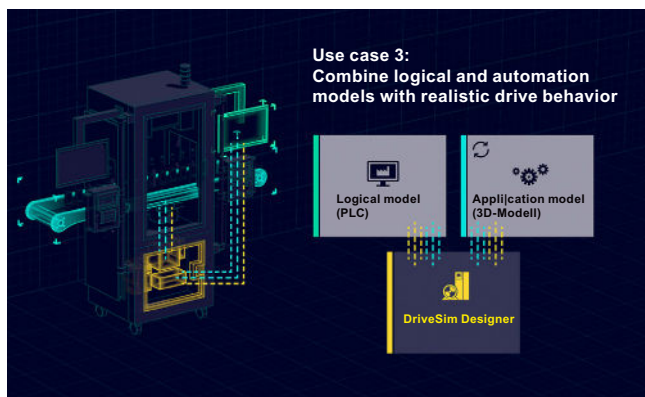 Use case 3:
Combine logical and automation
models with realistic drive behavior
Logical model
(PLC)
Appli|cation model
(3D-Modell)
DriveSim Designer